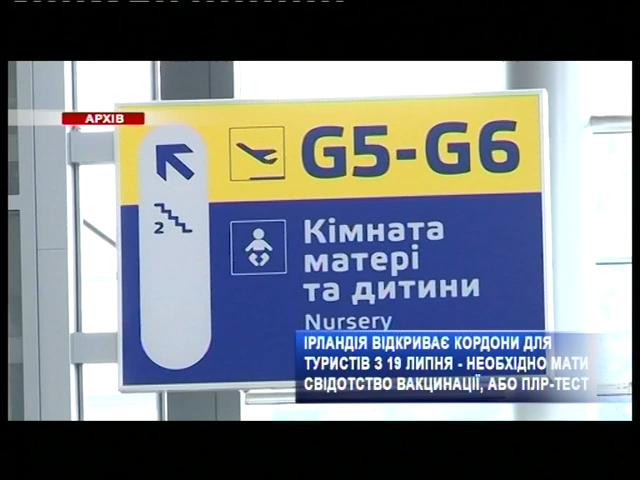 АРХІВ
G5-G6
2
Кімната
матері
та дитини
Nursery
ІРЛАНДІЯ ВІДКРИВАЄ КОРДОНИ ДЛЯ
ТУРИСТІВ З 19 ЛИПНЯ - НЕОБХІДНО МАТИ
СВІДОТСТВО ВАКЦИНАЦІЇ, АБО ПЛР-ТЕСТ